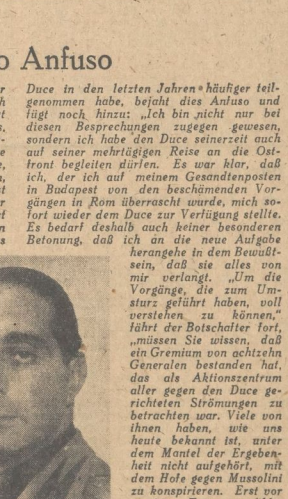 o Anfuso
Duce in den letzten Jahren häufiger teil-
genommen habe, bejaht dies Anfuso und
fügt noch hinzu: „Ich bin nicht nur bei
diesen Besprechungen zugegen gewesen,
sondern ich habe den Duce seinerzeit auch
auf seiner mehrtägigen Reise an die Ost-
front begleiten dürfen. Es war klar, daß
ich, der ich auf meinem Gesandtenposten
in Budapest von den beschämenden Vor-
gängen in Rom überrascht wurde, mich so-
fort wieder dem Duce zur Verfügung stellte.
Es bedarf deshalb auch keiner besonderen
Betonung, daß ich an die neue Aufgabe
herangehe in dem Bewußt-
sein, daß sie alles von
mir verlangt. „Um die
Vorgänge, die zum Um-
sturz geführt haben, voll
verstehen zu können,“
fährt der Botschafter fort,
„müssen Sie wissen, daß
ein Gremium von achtzehn
Generalen bestanden hat,
das als Aktionszentrum
aller gegen den Duce ge-
richteten Strömungen zu
betrachten war. Viele von
ihnen haben, wie uns
heute bekannt ist, unter
dem Mantel der Ergeben-
heit nicht aufgehört, mit
dem Hofe gegen Mussolini
zu konspirieren. Erst vor